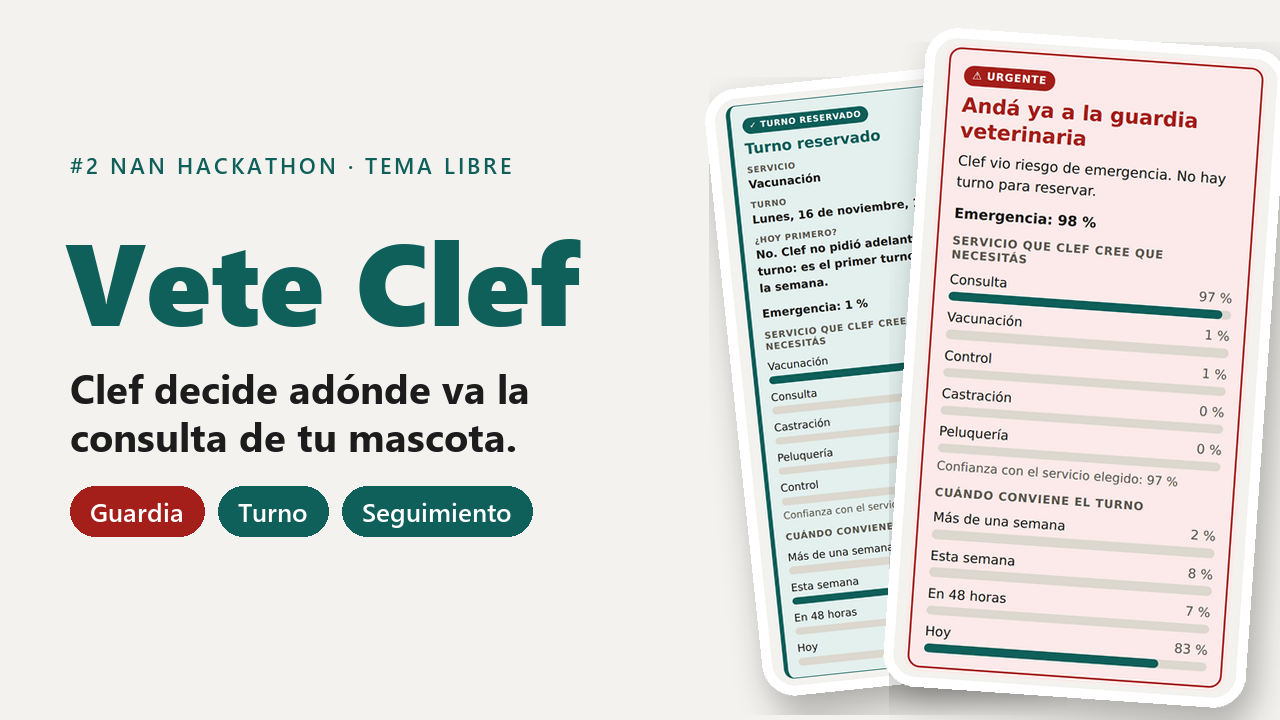 #2 NAN HACKATHON · TEMA LIBRE
Vete Clef
Clef decide adónde va la
consulta de tu mascota.
Guardia
Turno
Seguimiento
✓ TURNO RESERVADO
Turno reservado
SERVICIO
Vacunación
TURNO
Lunes, 16 de noviembre,
¿HOY PRIMERO?
No. Clef no pidió adelant
turno: es el primer turno
la semana.
Emergencia: 1 %
SERVICIO QUE CLEF CREE
NECESITÁS
Vacunación
Consulta
Castración
Peluquería
Control
Confianza con el servic
CUÁNDO CONVIENE
Más de una semana
Esta semana
En 48 horas
Hoy
⚠ URGENTE
Andá ya a la guardia
veterinaria
Clef vio riesgo de emergencia. No hay
turno para reservar.
Emergencia: 98 %
SERVICIO QUE CLEF CREE QUE
NECESITÁS
Consulta 97 %
Vacunación 1 %
Control 1 %
Castración 0 %
Peluquería 0 %
Confianza con el servicio elegido: 97 %
CUÁNDO CONVIENE EL TURNO
Más de una semana 2 %
Esta semana 8 %
En 48 horas 7 %
Hoy 83 %